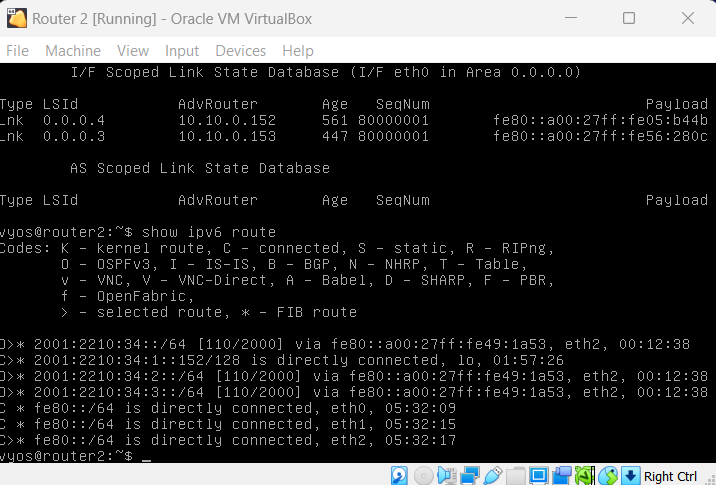 Router 2 [Running] - Oracle VM VirtualBox
File Machine View Input Devices Help
I/F Scoped Link State Database (I/F eth0 in Area 0.0.0.0)
Type LSId AdvRouter Age SeqNum Payload
Lnk 0.0.0.4 10.10.0.152 561 80000001 fe80::a00:27ff:fe05:b44b
Lnk 0.0.0.3 10.10.0.153 447 80000001 fe80::a00:27ff:fe56:280c
AS Scoped Link State Database
Type LSId AdvRouter Age SeqNum Payload
vyos@router2:~$ show ipv6 route
Codes: K - kernel route, C - connected, S - static, R - RIPng,
O - OSPFv3, I - IS-IS, B - BGP, N - NHRP, T - Table,
v - VNC, V - VNC-Direct, A - Babel, D - SHARP, F - PBR,
f - OpenFabric,
> - selected route, * - FIB route
O>* 2001:2210:34::/64 [110/2000] via fe80::a00:27ff:fe49:1a53, eth2, 00:12:38
C>* 2001:2210:34:1::152/128 is directly connected, lo, 01:57:26
O>* 2001:2210:34:2::/64 [110/2000] via fe80::a00:27ff:fe49:1a53, eth2, 00:12:38
O>* 2001:2210:34:3::/64 [110/2000] via fe80::a00:27ff:fe49:1a53, eth2, 00:12:38
C * fe80::/64 is directly connected, eth0, 05:32:09
C * fe80::/64 is directly connected, eth1, 05:32:15
C>* fe80::/64 is directly connected, eth2, 05:32:17
vyos@router2:~$ _
Right Ctrl